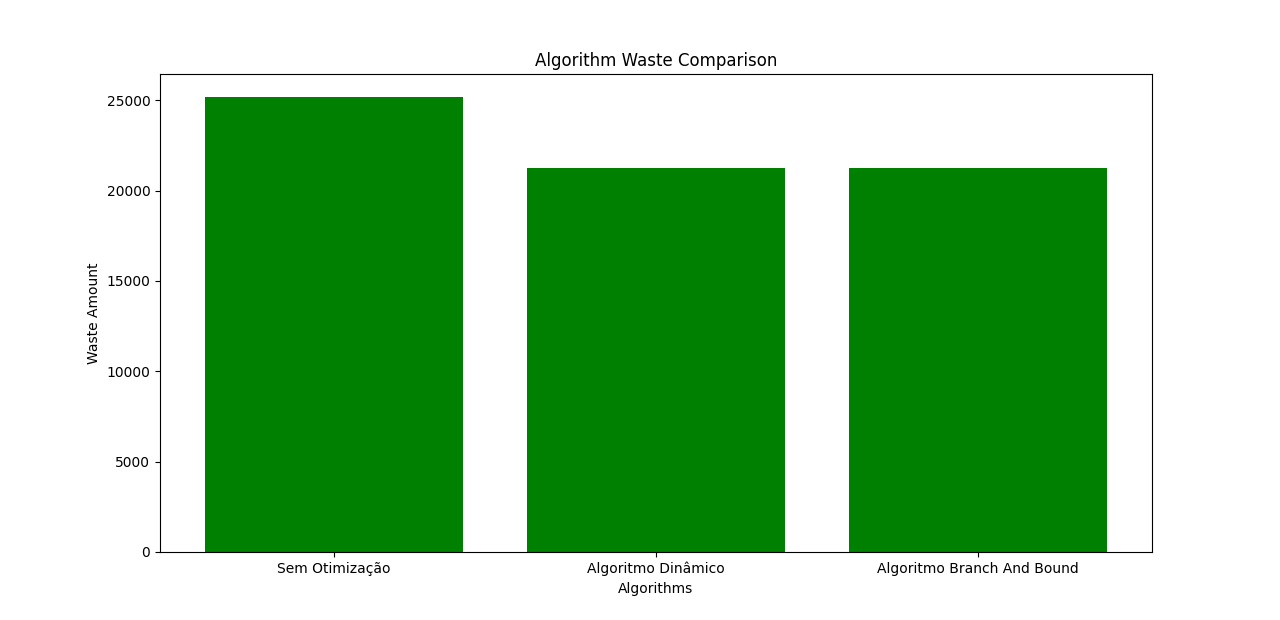 Algorithm Waste Comparison
25000
20000
15000
10000
5000
0
Waste Amount
Sem Otimização
Algoritmo Dinâmico
Algoritmo Branch And Bound
Algorithms